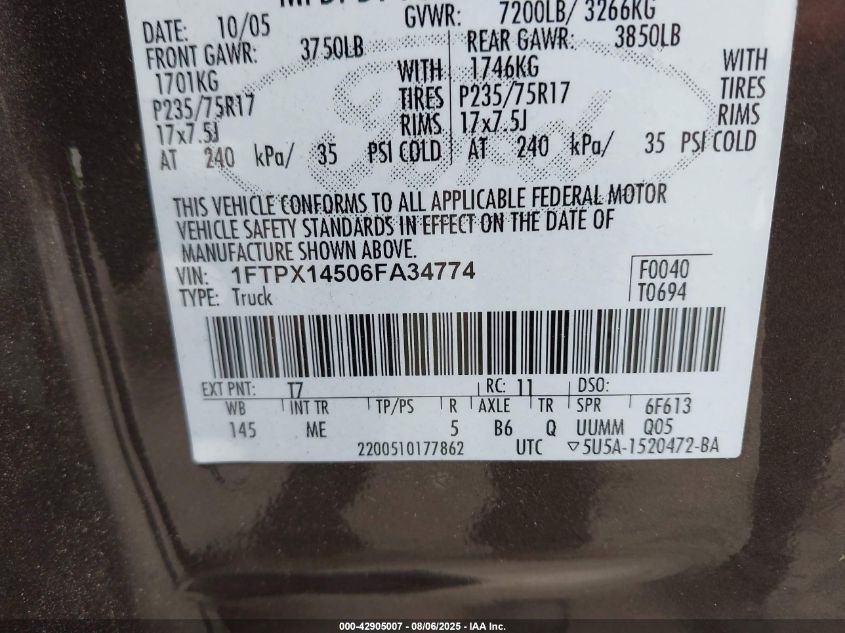 DATE: 10/05 GVWR: 7200LB/ 3266KG
FRONT GAWR: 3750LB REAR GAWR: 3850LB
1701KG WITH 1746KG WITH
P235/75R17 TIRES P235/75R17 TIRES
17x7.5J RIMS 17x7.5J RIMS
AT 240 kPa/ 35 PSI COLD AT 240 kPa/ 35 PSI COLD
Ford
THIS VEHICLE CONFORMS TO ALL APPLICABLE FEDERAL MOTOR
VEHICLE SAFETY STANDARDS IN EFFECT ON THE DATE OF
MANUFACTURE SHOWN ABOVE.
VIN: 1FTPX14506FA34774 F0040
TYPE: Truck T0694
EXT PNT: T7 RC: 11 DSO:
WB INT TR TP/PS R AXLE TR SPR 6F613
145 ME 5 B6 Q UUMM Q05
2200510177862 UTC ▽5U5A-1520472-BA
000-42905007 - 08/06/2025 - IAA Inc.